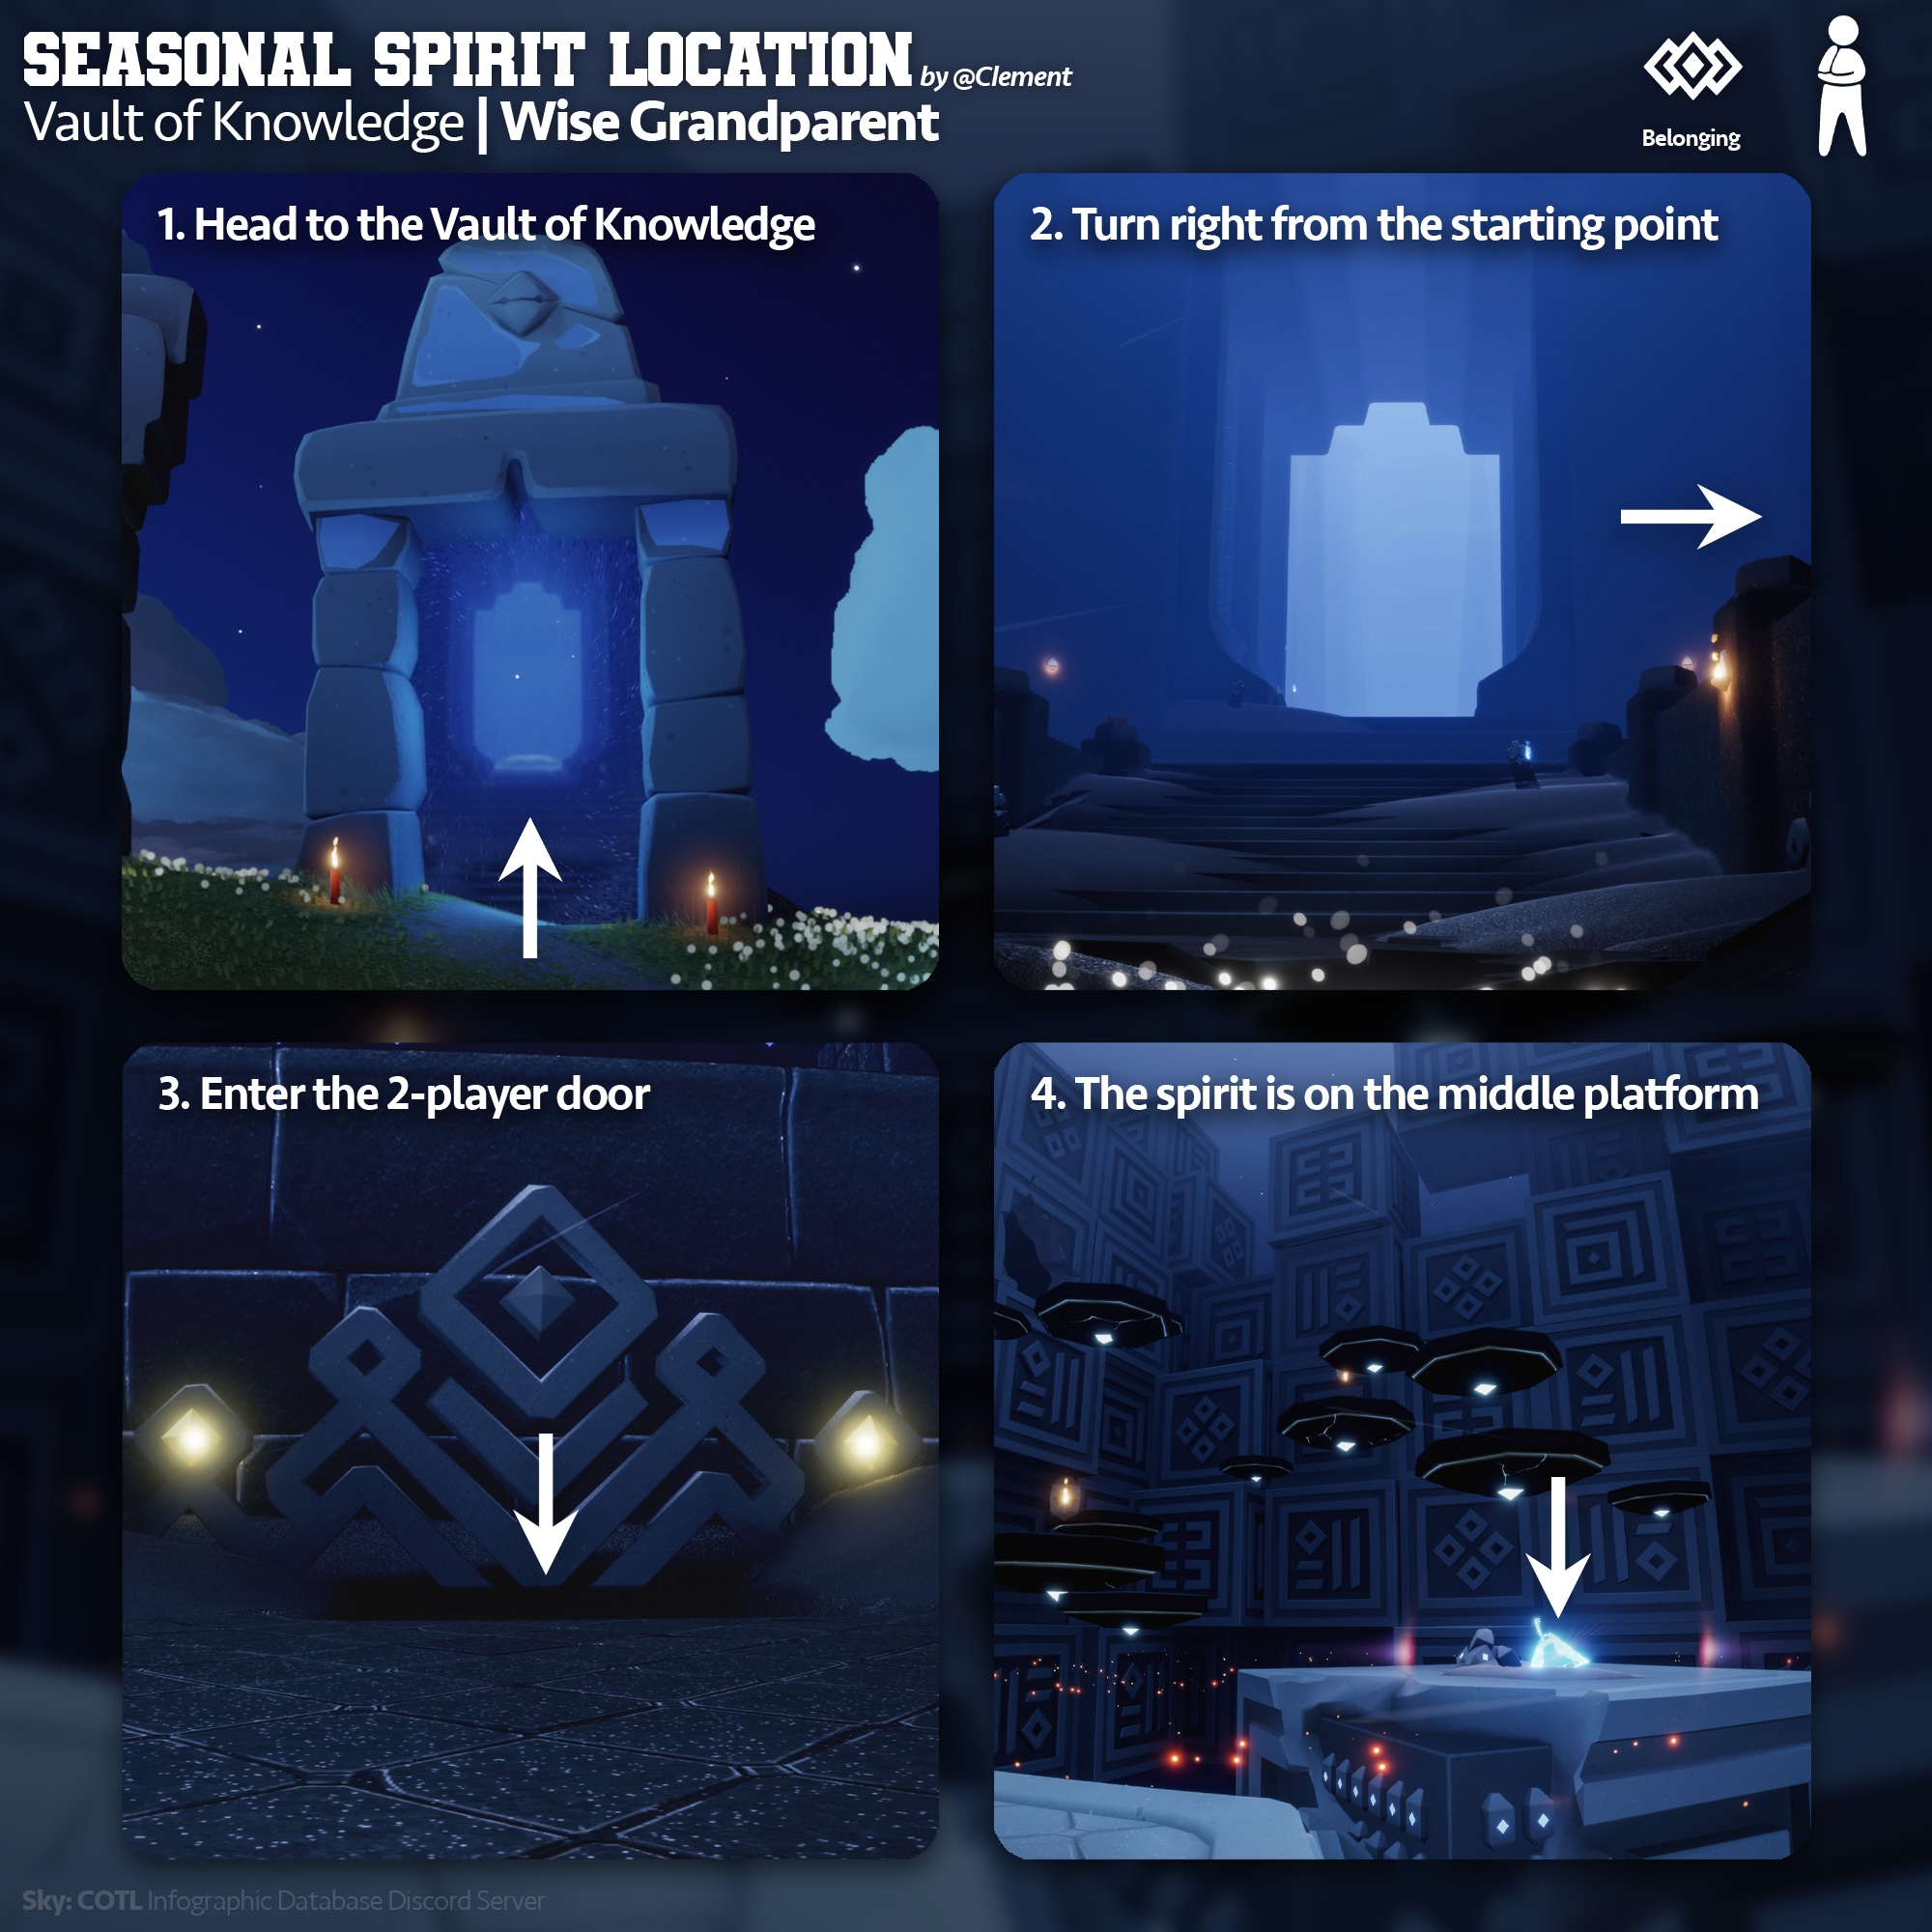 SEASONAL SPIRIT LOCATION by @Clement
Vault of Knowledge | Wise Grandparent
Belonging
1. Head to the Vault of Knowledge
2. Turn right from the starting point
3. Enter the 2-player door
4. The spirit is on the middle platform
Sky: COTL Infographic Database Discord Server